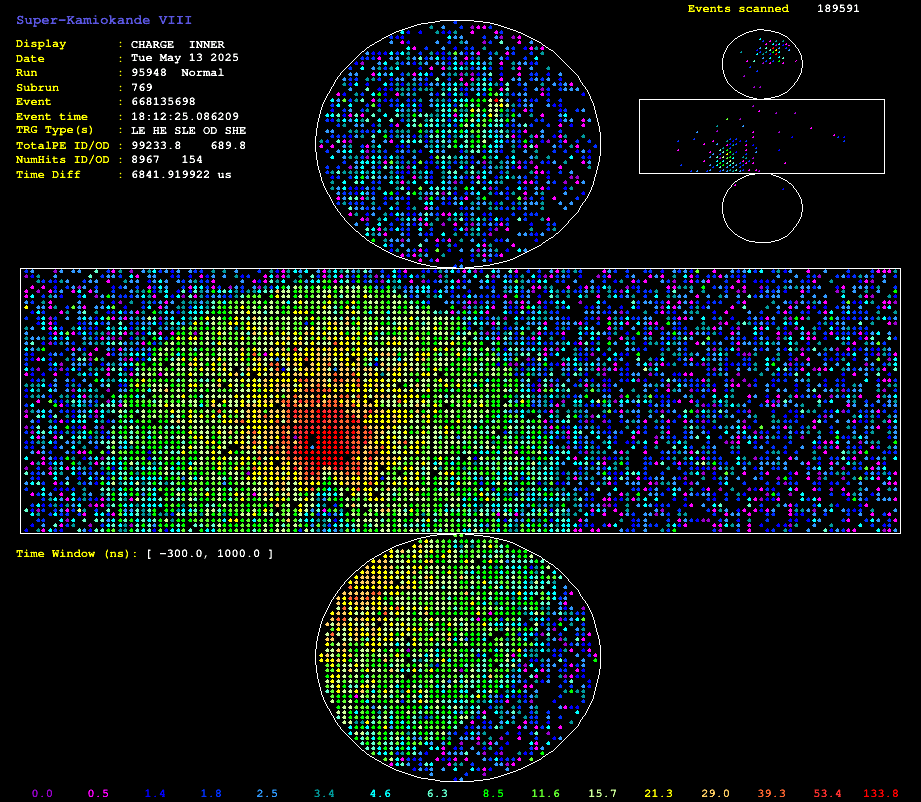 Super-Kamiokande VIII
Events scanned 189591
Display : CHARGE INNER
Date : Tue May 13 2025
Run : 95948 Normal
Subrun : 769
Event : 668135698
Event time : 18:12:25.086209
TRG Type(s) : LE HE SLE OD SHE
TotalPE ID/OD : 99233.8 689.8
NumHits ID/OD : 8967 154
Time Diff : 6841.919922 us
Time Window (ns): [ −300.0, 1000.0 ]
0.0 0.5 1.4 1.8 2.5 3.4 4.6 6.3 8.5 11.6 15.7 21.3 29.0 39.3 53.4 133.8